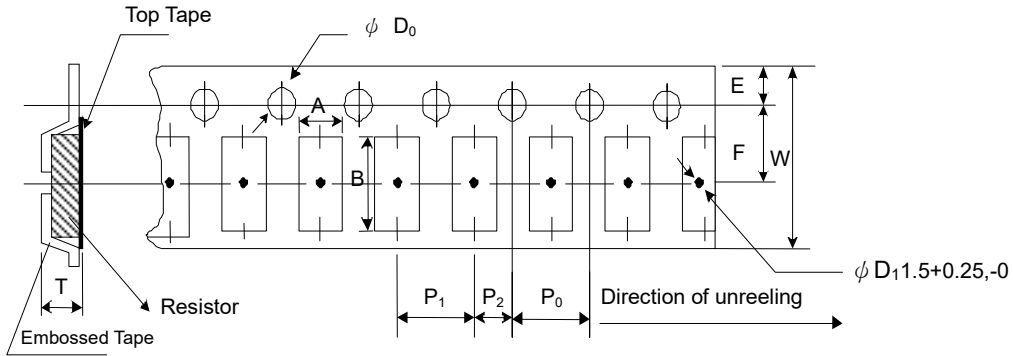 Top Tape
ϕ D0
E
A
F
W
B
ϕ D1 1.5+0.25,-0
T
P1
P2
P0
Direction of unreeling
Resistor
Embossed Tape